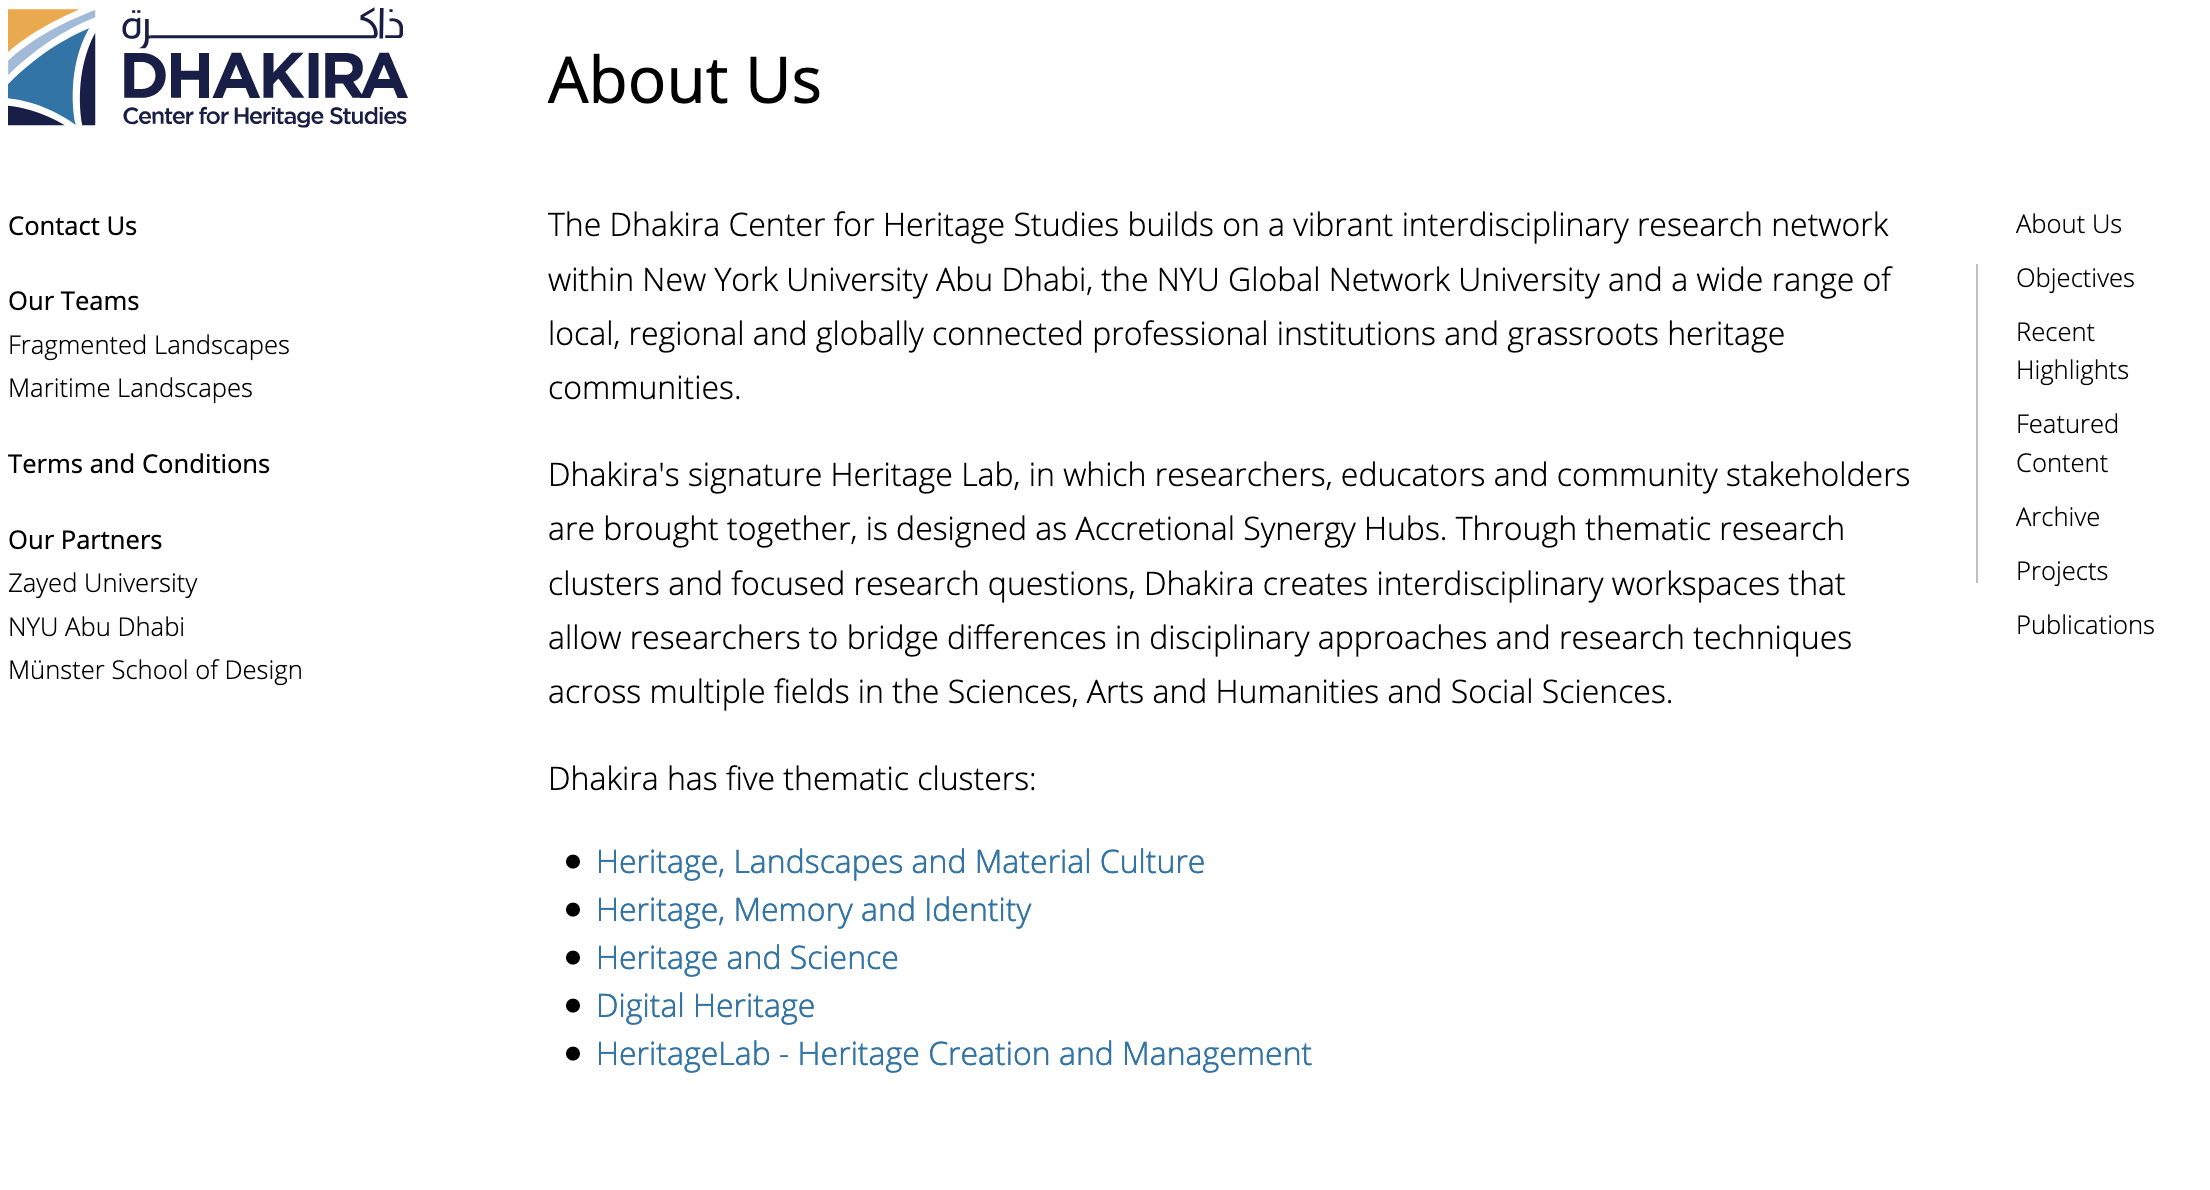 ذاكرة
DHAKIRA
Center for Heritage Studies
About Us
Contact Us
Our Teams
Fragmented Landscapes
Maritime Landscapes
Terms and Conditions
Our Partners
Zayed University
NYU Abu Dhabi
Münster School of Design
The Dhakira Center for Heritage Studies builds on a vibrant interdisciplinary research network
within New York University Abu Dhabi, the NYU Global Network University and a wide range of
local, regional and globally connected professional institutions and grassroots heritage
communities.
Dhakira's signature Heritage Lab, in which researchers, educators and community stakeholders
are brought together, is designed as Accretional Synergy Hubs. Through thematic research
clusters and focused research questions, Dhakira creates interdisciplinary workspaces that
allow researchers to bridge differences in disciplinary approaches and research techniques
across multiple fields in the Sciences, Arts and Humanities and Social Sciences.
Dhakira has five thematic clusters:
• Heritage, Landscapes and Material Culture
• Heritage, Memory and Identity
• Heritage and Science
• Digital Heritage
• HeritageLab - Heritage Creation and Management
About Us
Objectives
Recent
Highlights
Featured
Content
Archive
Projects
Publications